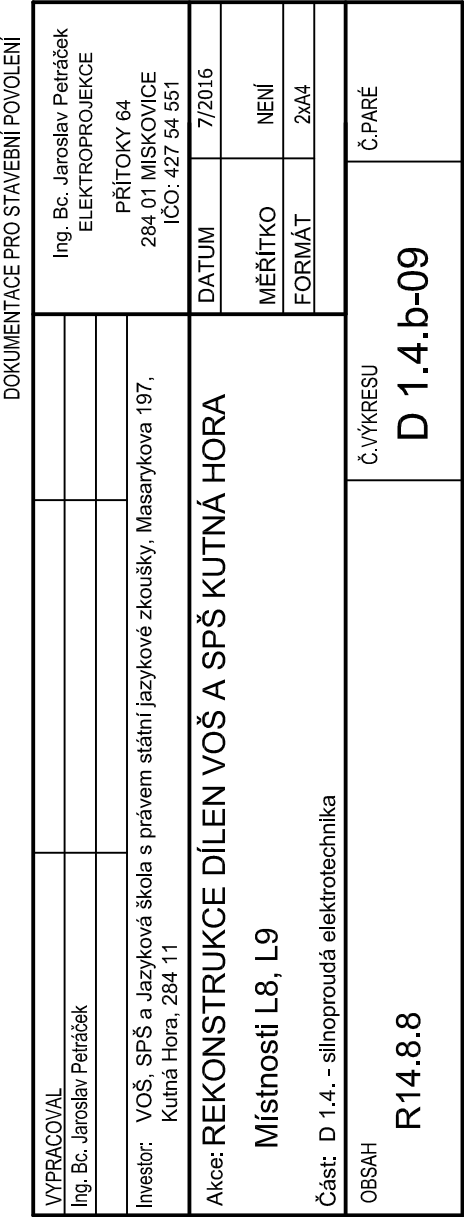 DOKUMENTACE PRO STAVEBNÍ POVOLENÍ
VYPRACOVAL
Ing. Bc. Jaroslav Petráček
Ing. Bc. Jaroslav Petráček
ELEKTROPROJEKCE
PŘÍTOKY 64
284 01 MISKOVICE
IČO: 427 54 551
Investor: VOŠ, SPŠ a Jazyková škola s právem státní jazykové zkoušky, Masarykova 197,
Kutná Hora, 284 11
Akce: REKONSTRUKCE DÍLEN VOŠ A SPŠ KUTNÁ HORA
Místnosti L8, L9
Část: D 1.4. - silnoproudá elektrotechnika
DATUM 7/2016
MĚŘÍTKO NENÍ
FORMÁT 2xA4
OBSAH
R14.8.8
Č.VÝKRESU
D 1.4.b-09
Č.PARÉ